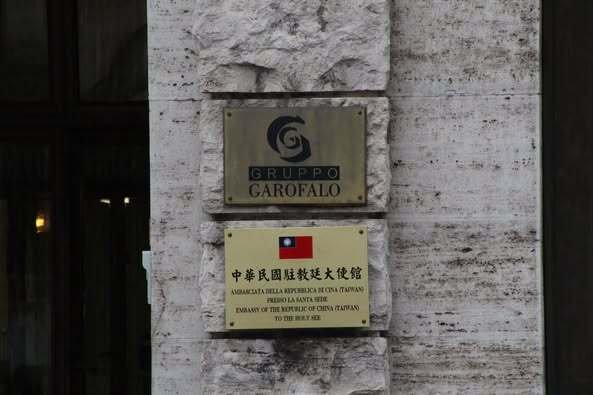 GRUPPO
GAROFALO
中華民國駐教廷大使館
AMBASCIATA DELLA REPUBBLICA DI CINA (TAIWAN)
PRESSO LA SANTA SEDE
EMBASSY OF THE REPUBLIC OF CHINA (TAIWAN)
TO THE HOLY SEE